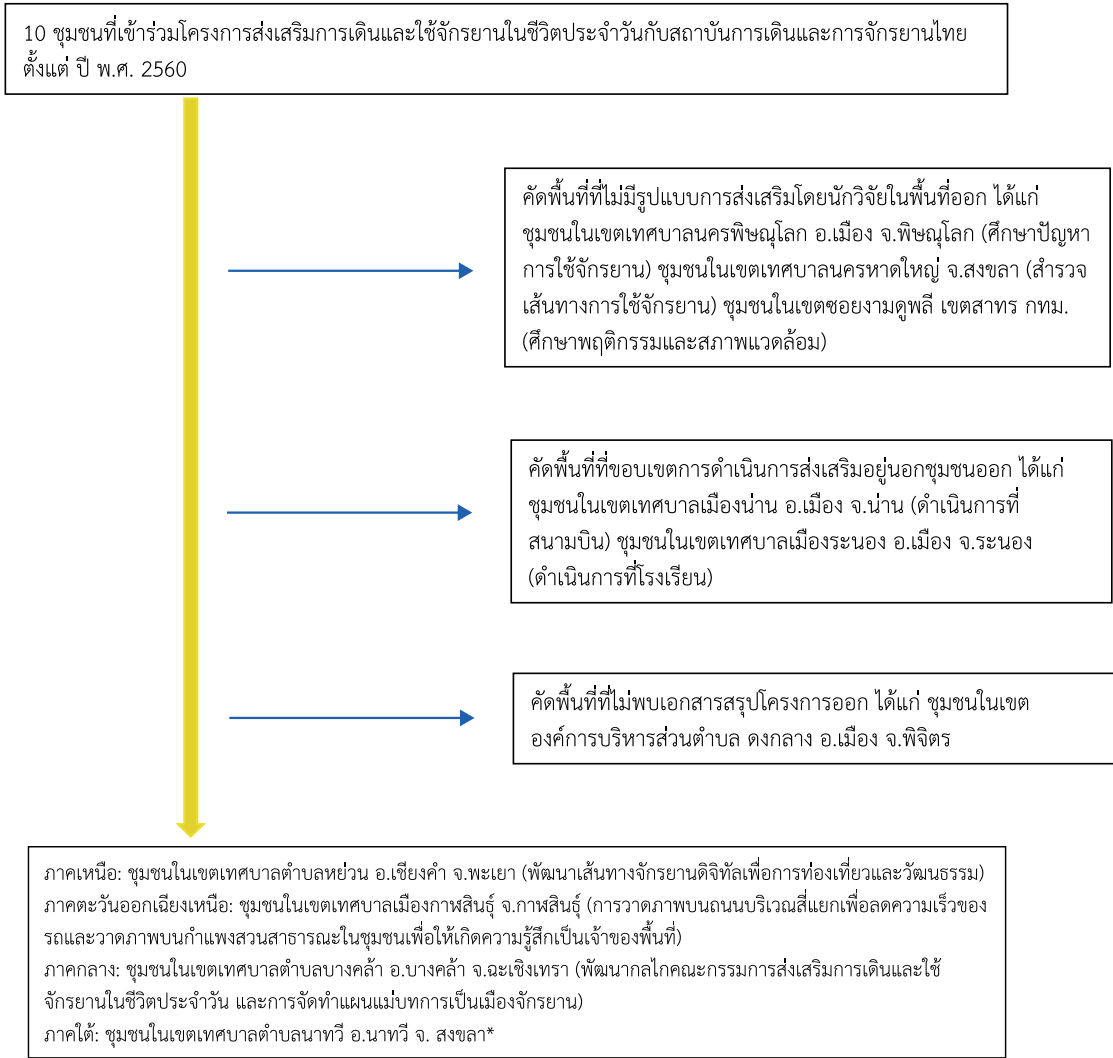 10 ชุมชนที่เข้าร่วมโครงการส่งเสริมการเดินและใช้จักรยานในชีวิตประจำวันกับสถาบันการเดินและการจักรยานไทย
ตั้งแต่ ปี พ.ศ. 2560
คัดพื้นที่ที่ไม่มีรูปแบบการส่งเสริมโดยนักวิจัยในพื้นที่ออก ได้แก่
ชุมชนในเขตเทศบาลนครพิษณุโลก อ.เมือง จ.พิษณุโลก (ศึกษาปัญหา
การใช้จักรยาน) ชุมชนในเขตเทศบาลนครหาดใหญ่ จ.สงขลา (สำรวจ
เส้นทางการใช้จักรยาน) ชุมชนในเขตซอยงามดูพลี เขตสาทร กทม.
(ศึกษาพฤติกรรมและสภาพแวดล้อม)
คัดพื้นที่ที่ขอบเขตการดำเนินการส่งเสริมอยู่นอกชุมชนออก ได้แก่
ชุมชนในเขตเทศบาลเมืองน่าน อ.เมือง จ.น่าน (ดำเนินการที่
สนามบิน) ชุมชนในเขตเทศบาลเมืองระนอง อ.เมือง จ.ระนอง
(ดำเนินการที่โรงเรียน)
คัดพื้นที่ที่ไม่พบเอกสารสรุปโครงการออก ได้แก่ ชุมชนในเขต
องค์การบริหารส่วนตำบล ดงกลาง อ.เมือง จ.พิจิตร
ภาคเหนือ: ชุมชนในเขตเทศบาลตำบลหย่วน อ.เชียงคำ จ.พะเยา (พัฒนาเส้นทางจักรยานดิจิทัลเพื่อการท่องเที่ยวและวัฒนธรรม)
ภาคตะวันออกเฉียงเหนือ: ชุมชนในเขตเทศบาลเมืองกาฬสินธุ์ จ.กาฬสินธุ์ (การวาดภาพบนถนนบริเวณสี่แยกเพื่อลดความเร็วของ
รถและวาดภาพบนกำแพงสวนสาธารณะในชุมชนเพื่อให้เกิดความรู้สึกเป็นเจ้าของพื้นที่)
ภาคกลาง: ชุมชนในเขตเทศบาลตำบลบางคล้า อ.บางคล้า จ.ฉะเชิงเทรา (พัฒนากลไกคณะกรรมการส่งเสริมการเดินและใช้
จักรยานในชีวิตประจำวัน และการจัดทำแผนแม่บทการเป็นเมืองจักรยาน)
ภาคใต้: ชุมชนในเขตเทศบาลตำบลนาทวี อ.นาทวี จ. สงขลา*